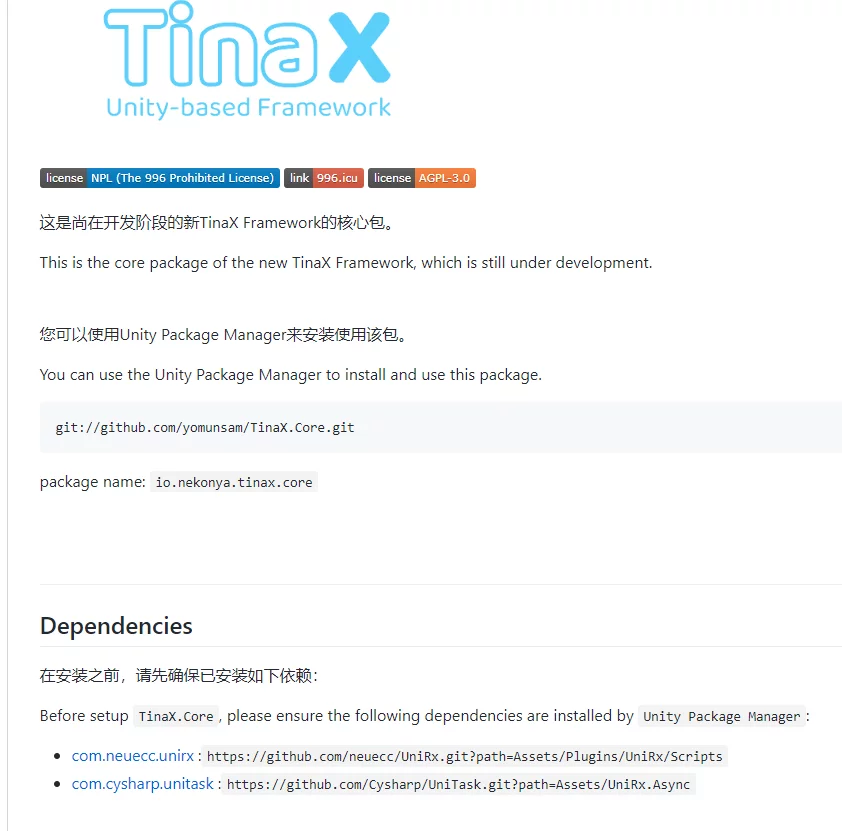 TinaX
Unity-based Framework
license NPL (The 996 Prohibited License) link 996.icu license AGPL-3.0
这是尚在开发阶段的新TinaX Framework的核心包。
This is the core package of the new TinaX Framework, which is still under development.
您可以使用Unity Package Manager来安装使用该包。
You can use the Unity Package Manager to install and use this package.
git://github.com/yomunsam/TinaX.Core.git
package name: io.nekonya.tinax.core
Dependencies
在安装之前，请先确保已安装如下依赖：
Before setup TinaX.Core , please ensure the following dependencies are installed by Unity Package Manager :
com.neuecc.unirx : https://github.com/neuecc/UniRx.git?path=Assets/Plugins/UniRx/Scripts
com.cysharp.unitask : https://github.com/Cysharp/UniTask.git?path=Assets/UniRx.Async